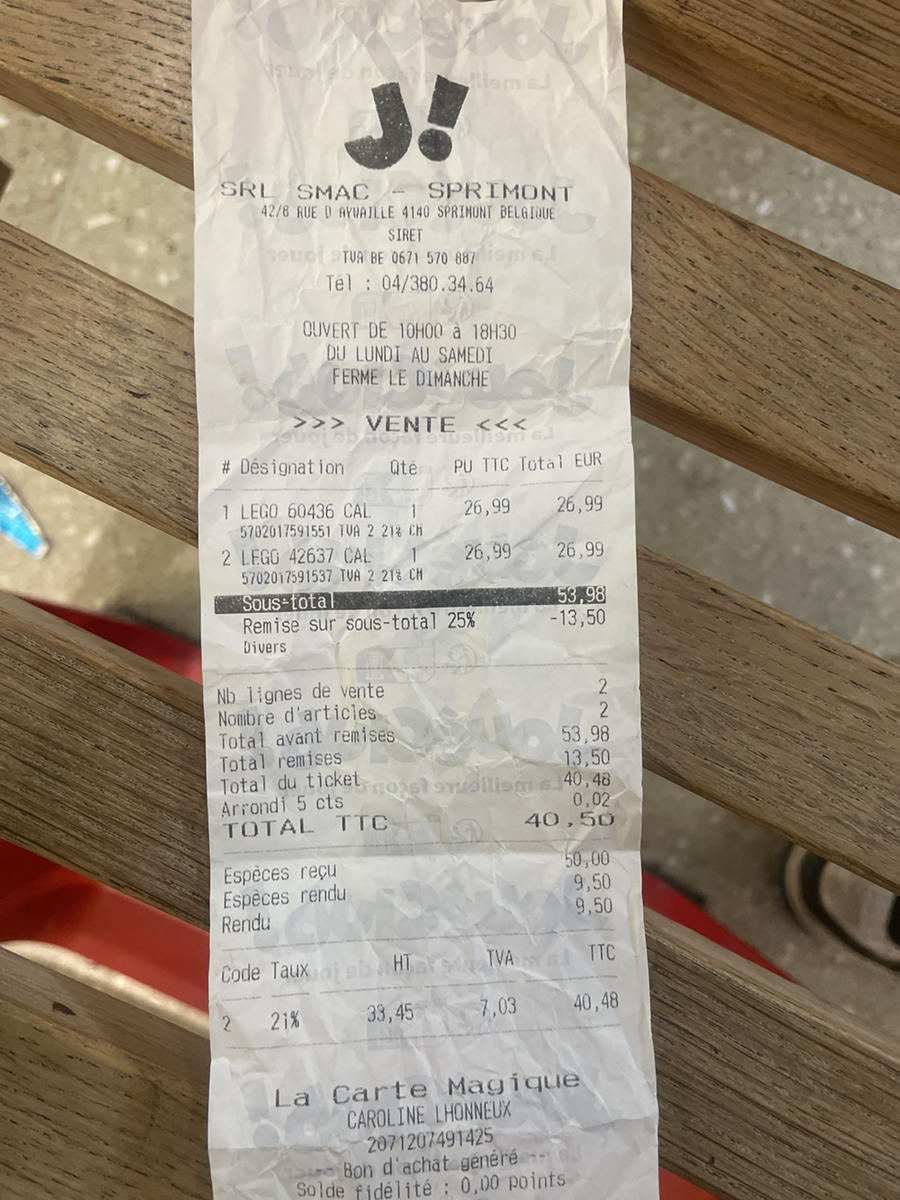 J!
SRL SMAC - SPRIMONT
42/8 RUE D AYWAILLE 4140 SPRIMONT BELGIQUE
SIRET
TVA BE 0671 570 887
Tél : 04/380.34.64
OUVERT DE 10H00 à 18H30
DU LUNDI AU SAMEDI
FERME LE DIMANCHE
>>> VENTE <<<
# Désignation Qté PU TTC Total EUR
1 LEGO 60436 CAL 1 26,99 26,99
5702017591551 TVA 2 21% CH
2 LEGO 42637 CAL 1 26,99 26,99
5702017591537 TVA 2 21% CH
Sous-total 53,98
Remise sur sous-total 25% -13,50
Divers
Nb lignes de vente 2
Nombre d'articles 2
Total avant remises 53,98
Total remises 13,50
Total du ticket 40,48
Arrondi 5 cts 0,02
TOTAL TTC 40,50
Espèces reçu 50,00
Espèces rendu 9,50
Rendu 9,50
Code Taux HT TVA TTC
2 21% 33,45 7,03 40,48
La Carte Magique
CAROLINE LHONNEUX
2071207491425
--- Bon d'achat généré ---
Solde fidélité : 0,00 points